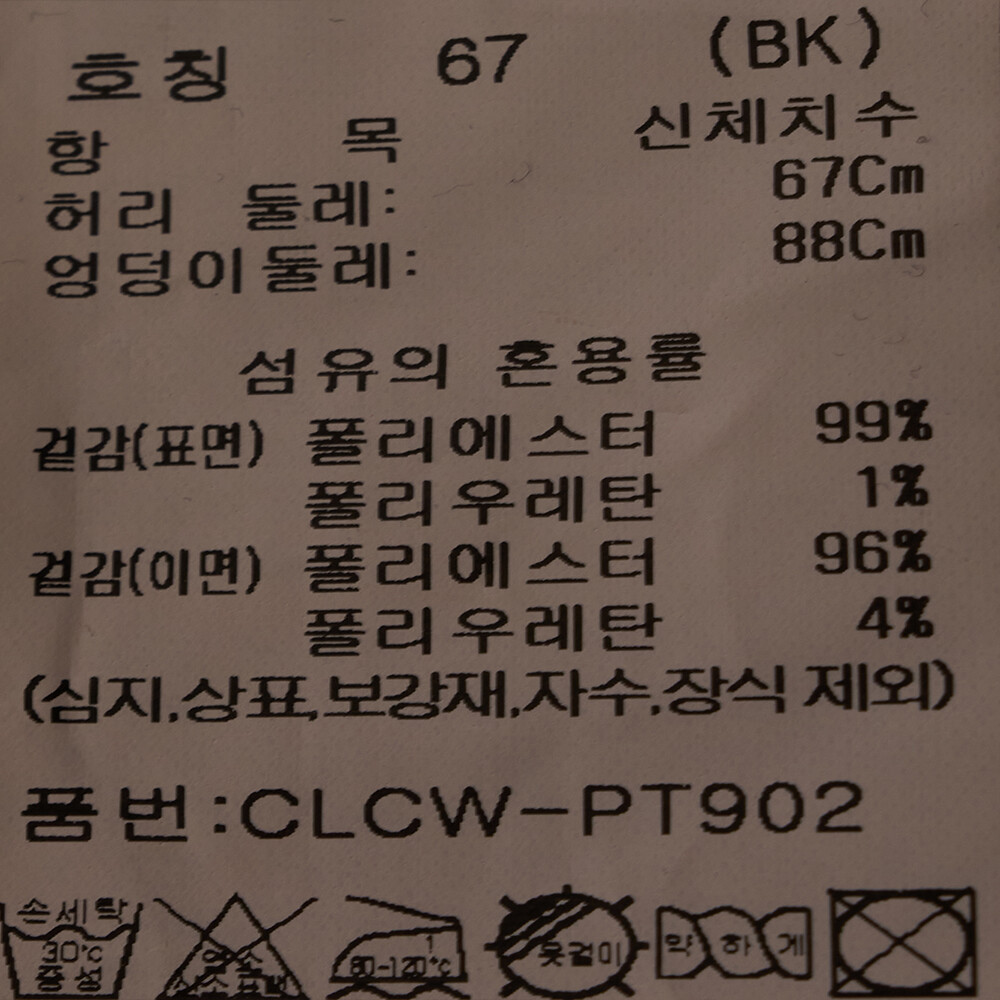 호칭 67 (BK)
항 목 신체치수
허리 둘레: 67Cm
엉덩이둘레: 88Cm
섬유의 혼용률
겉감(표면) 폴리에스터 99%
폴리우레탄 1%
겉감(이면) 폴리에스터 96%
폴리우레탄 4%
(심지,상표,보강재,자수,장식 제외)
품번:CLCW-PT902
손세탁
30℃
중성
80-120℃
옷걸이
약하게